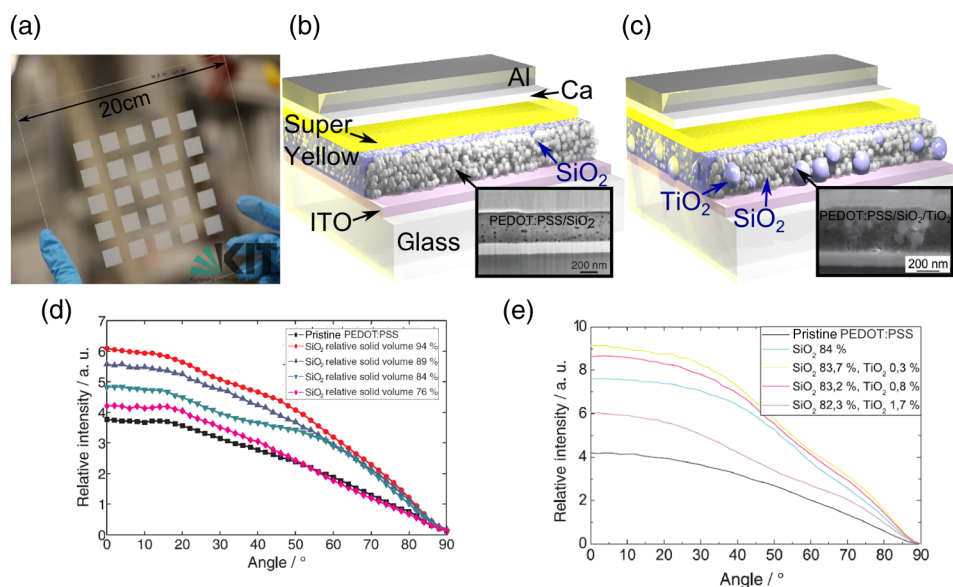 (a)
20cm
KIT
(b)
Al
Ca
Super
Yellow
SiO₂
ITO
PEDOT:PSS/SiO₂
Glass
200 nm
(c)
TiO₂
SiO₂
PEDOT:PSS/SiO₂/TiO₂
200 nm
(d)
Relative intensity / a. u.
7
6
5
4
3
2
1
0
Pristine PEDOT:PSS
SiO₂ relative solid volume 94 %
SiO₂ relative solid volume 89 %
SiO₂ relative solid volume 84 %
SiO₂ relative solid volume 76 %
0 10 20 30 40 50 60 70 80 90
Angle / °
(e)
Relative intensity / a. u.
10
8
6
4
2
0
Pristine PEDOT:PSS
SiO₂ 84 %
SiO₂ 83,7 %, TiO₂ 0,3 %
SiO₂ 83,2 %, TiO₂ 0,8 %
SiO₂ 82,3 %, TiO₂ 1,7 %
0 10 20 30 40 50 60 70 80 90
Angle / °